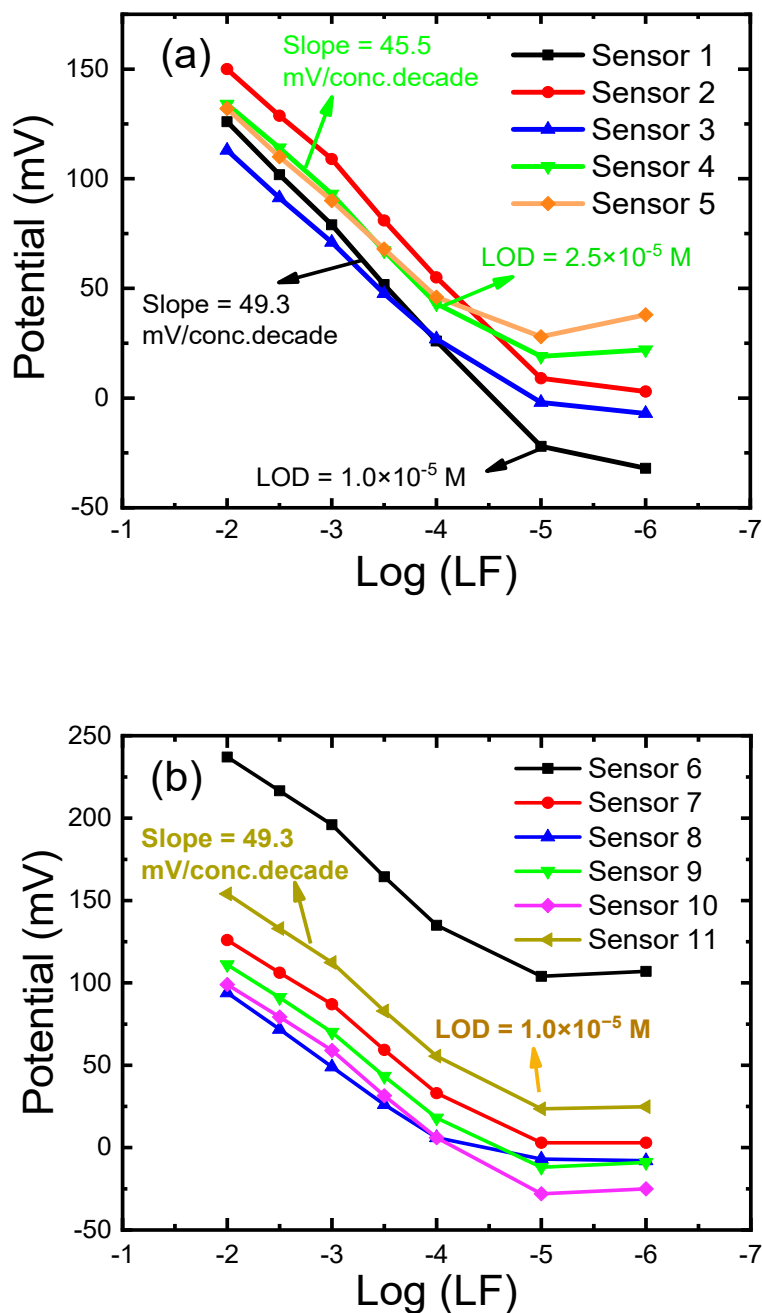 (a)
Slope = 45.5
mV/conc.decade
Sensor 1
Sensor 2
Sensor 3
Sensor 4
Sensor 5
LOD = 2.5×10⁻⁵ M
Slope = 49.3
mV/conc.decade
LOD = 1.0×10⁻⁵ M
150
100
50
0
-50
Potential (mV)
-1 -2 -3 -4 -5 -6 -7
Log (LF)
(b)
Sensor 6
Sensor 7
Sensor 8
Sensor 9
Sensor 10
Sensor 11
Slope = 49.3
mV/conc.decade
LOD = 1.0×10⁻⁵ M
250
200
150
100
50
0
-50
Potential (mV)
-1 -2 -3 -4 -5 -6 -7
Log (LF)